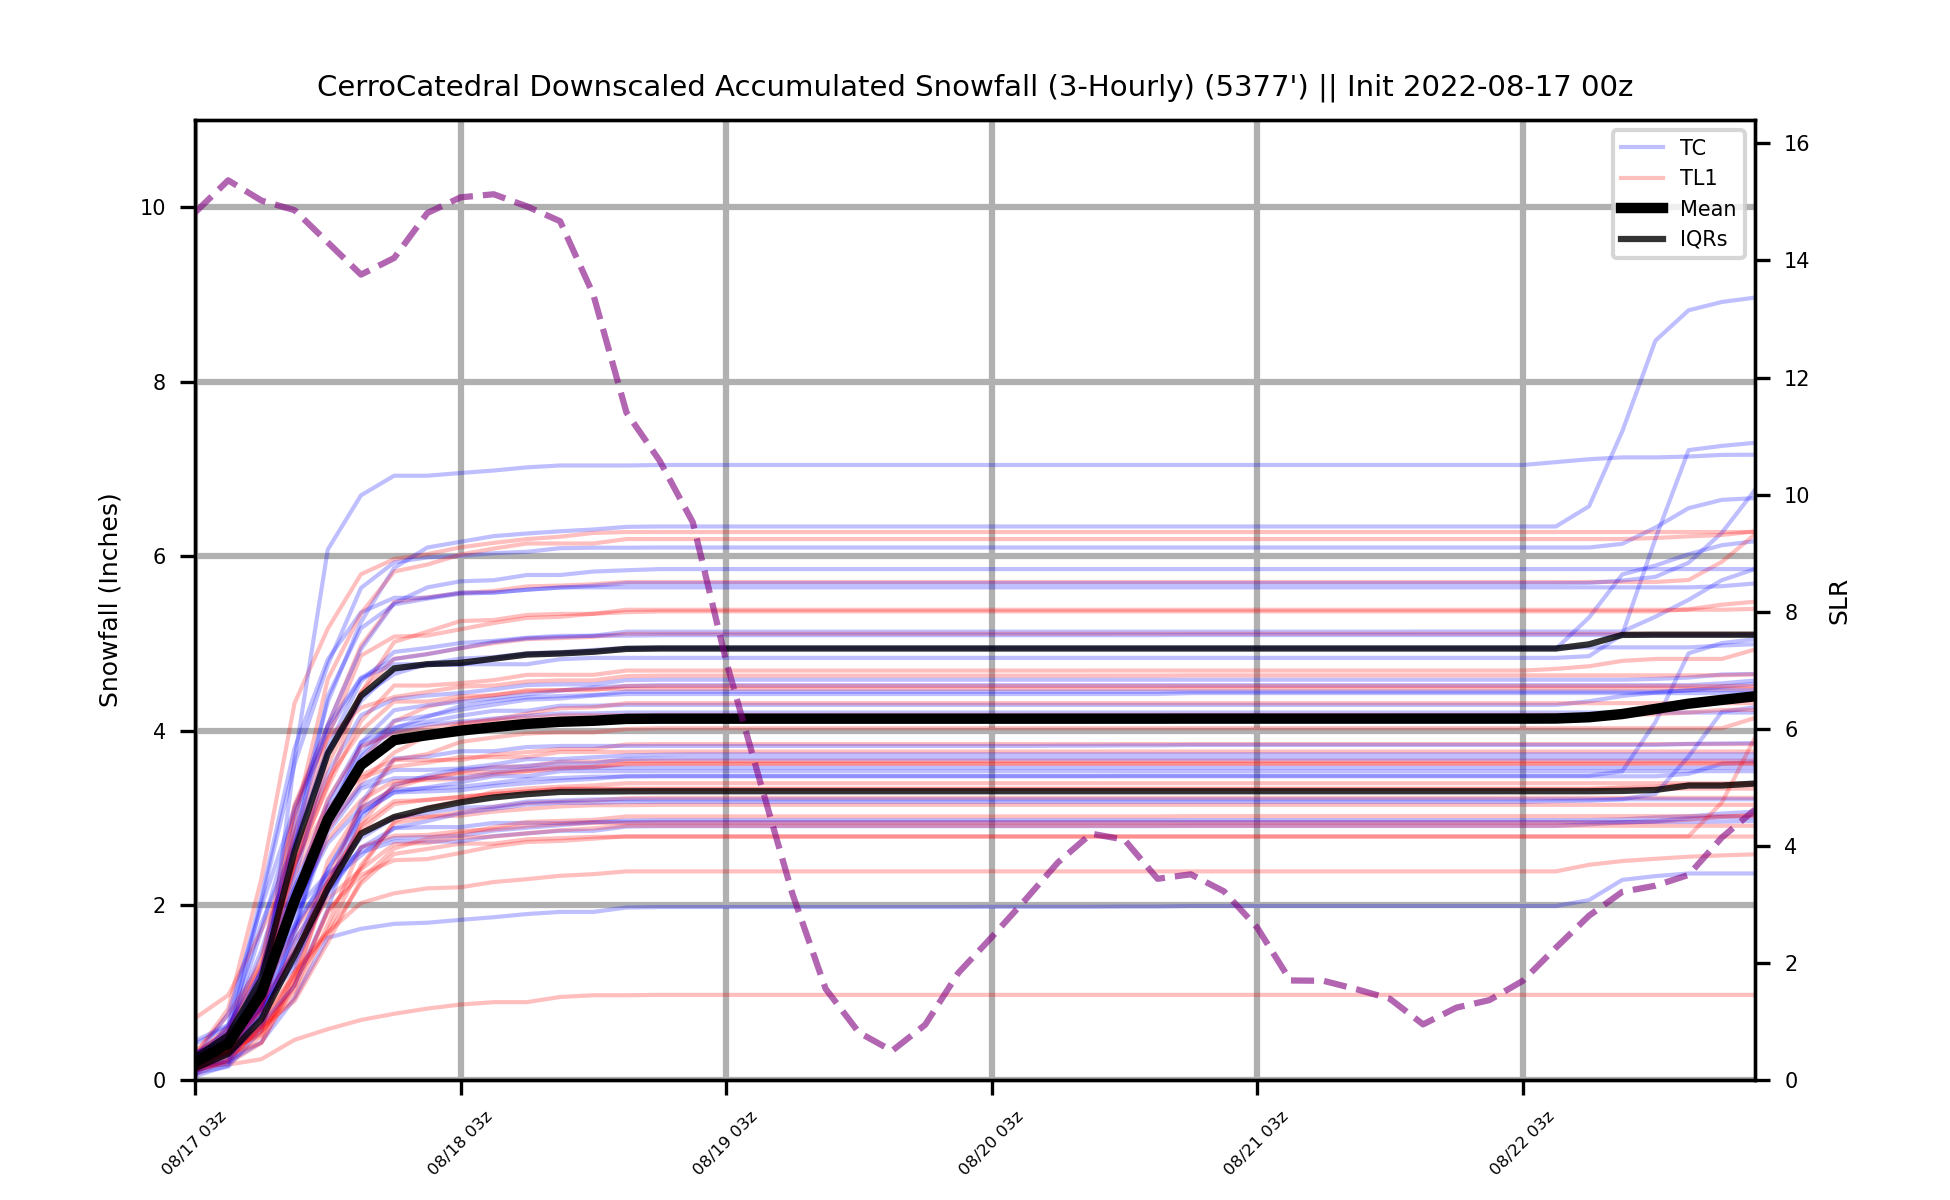 CerroCatedral Downscaled Accumulated Snowfall (3-Hourly) (5377') || Init 2022-08-17 00z
TC
TL1
Mean
IQRs
Snowfall (Inches)
10
8
6
4
2
0
SLR
16
14
12
10
8
6
4
2
0
08/17 03z
08/18 03z
08/19 03z
08/20 03z
08/21 03z
08/22 03z